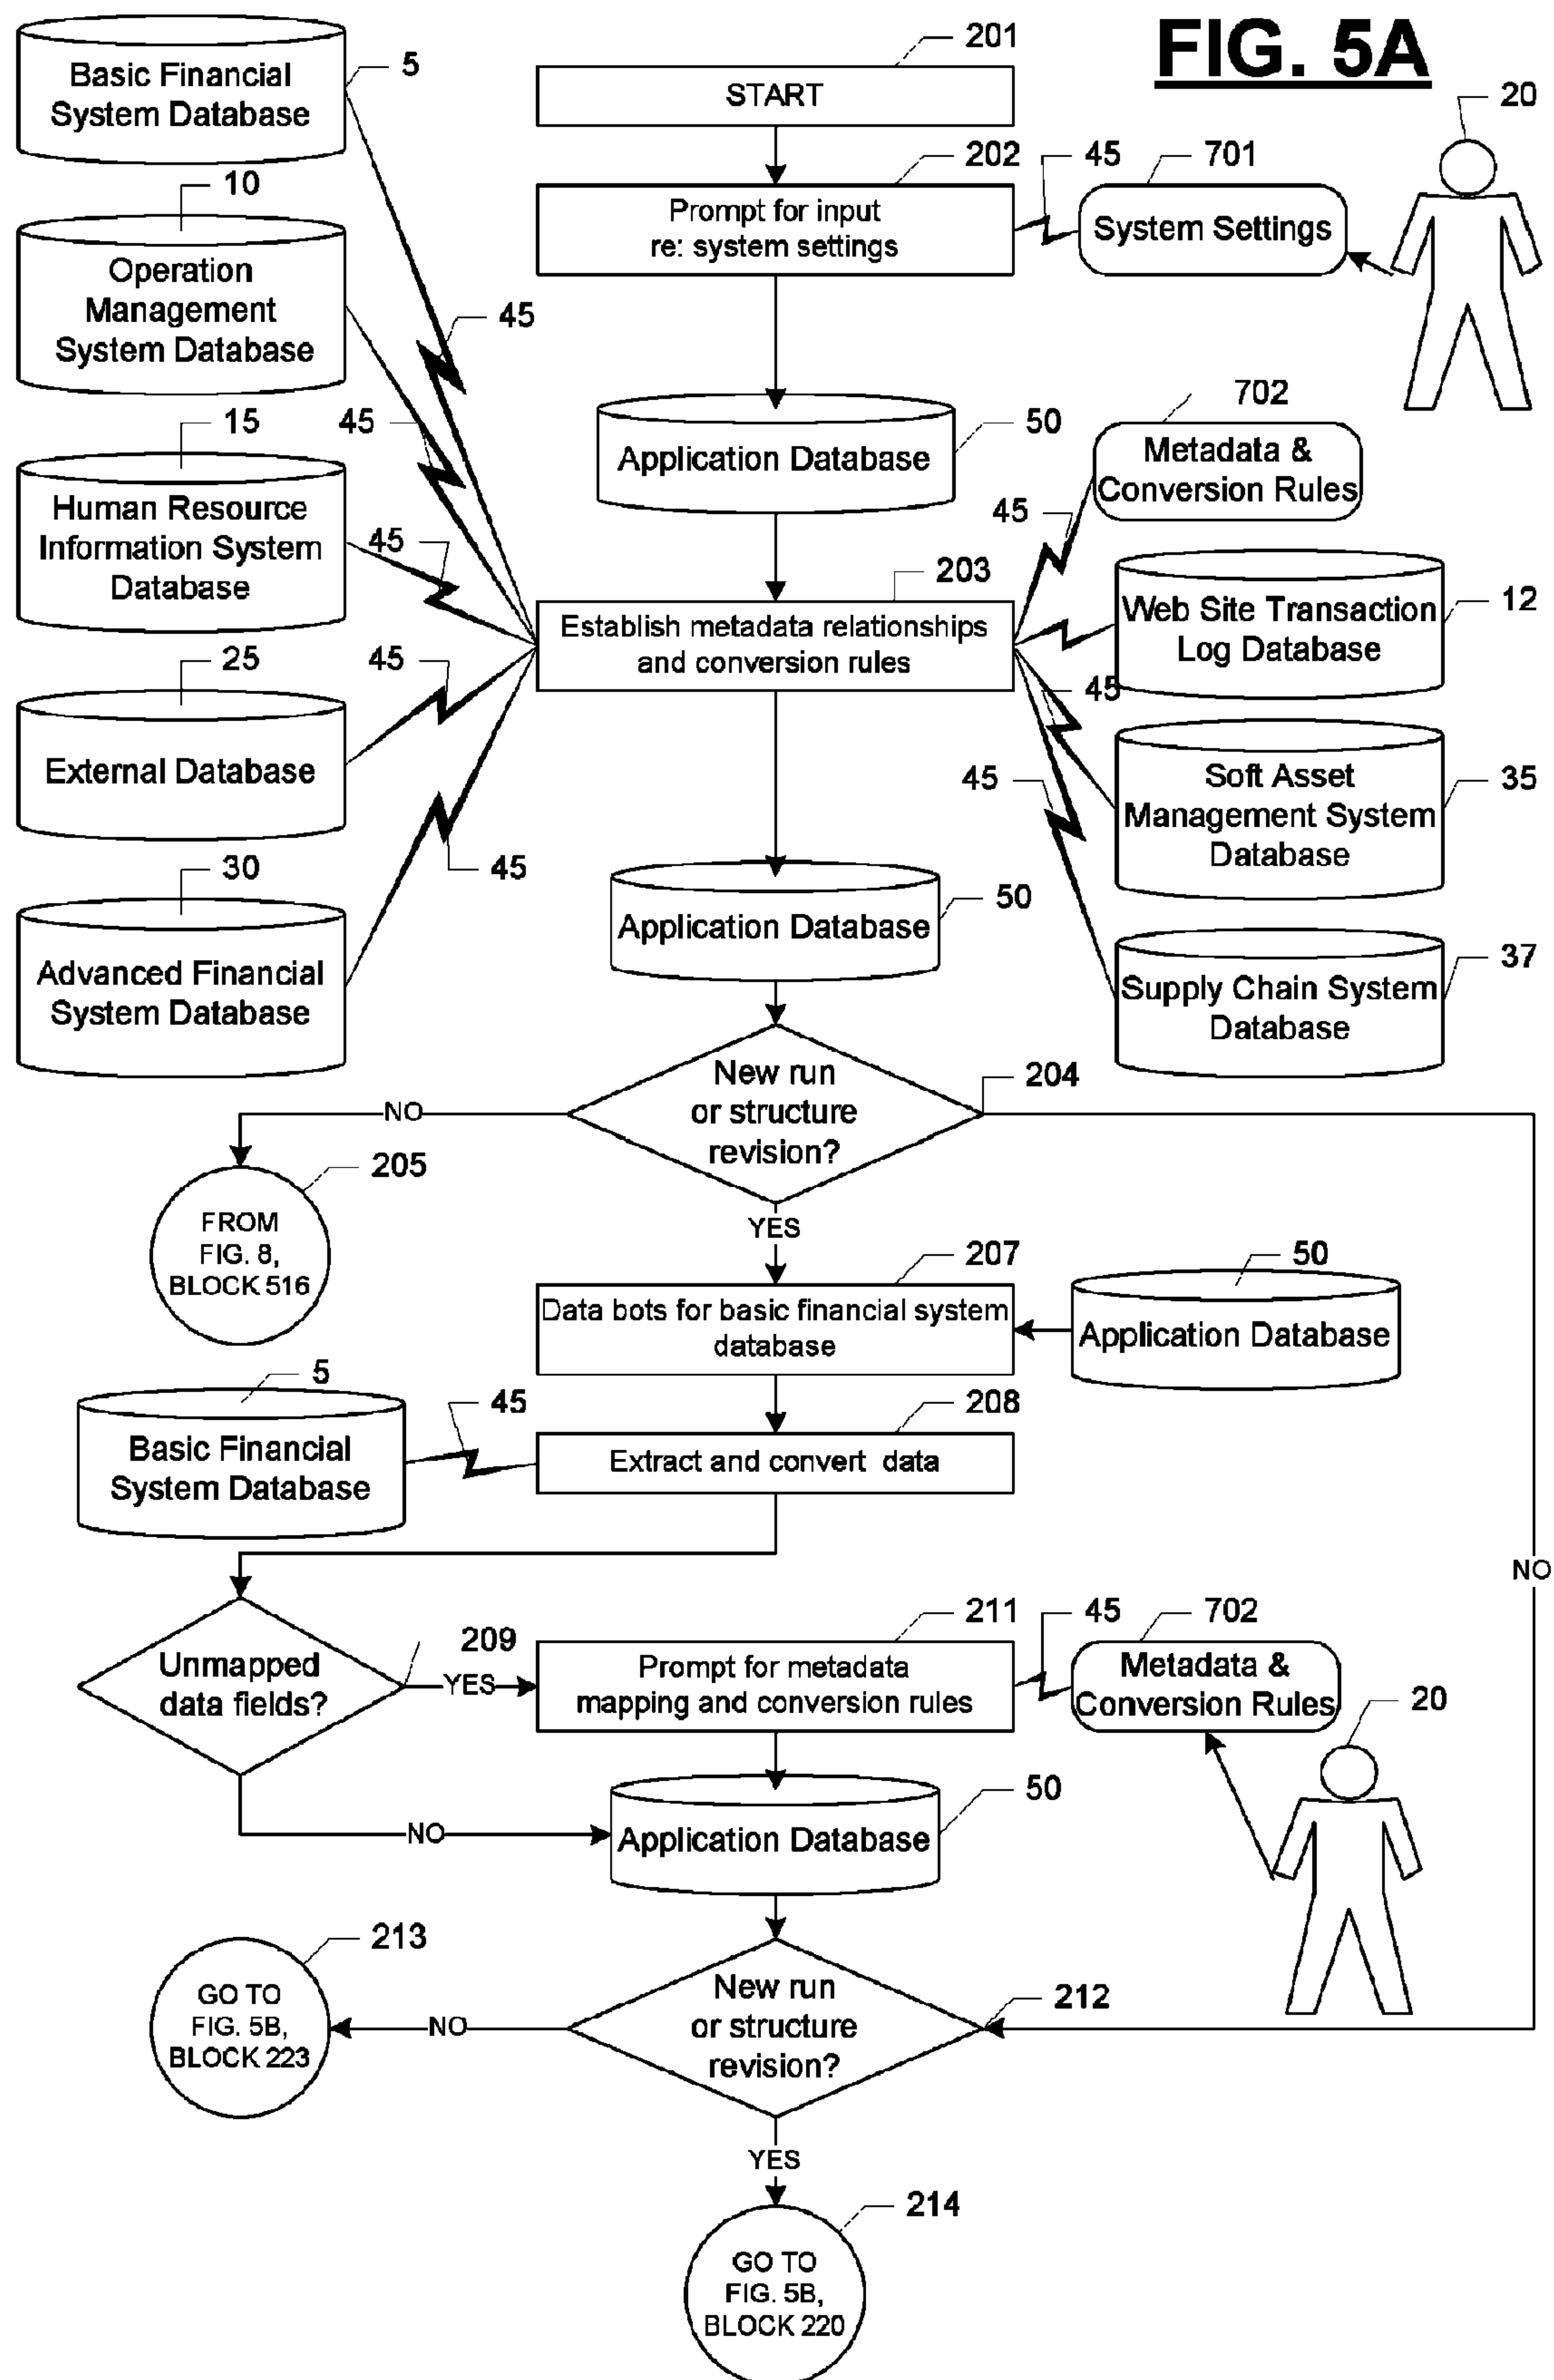 FIG. 5A
201
START
20
202
45
701
Prompt for input
re: system settings
System Settings
5
Basic Financial
System Database
10
Operation
Management
System Database
45
15
45
Human Resource
Information System
Database
45
25
45
External Database
30
45
Advanced Financial
System Database
50
Application Database
702
Metadata &
Conversion Rules
45
203
Establish metadata relationships
and conversion rules
12
Web Site Transaction
Log Database
45
35
Soft Asset
Management System
Database
45
37
Supply Chain System
Database
50
Application Database
204
New run
or structure
revision?
NO
205
FROM
FIG. 8,
BLOCK 516
YES
207
Data bots for basic financial system
database
50
Application Database
5
Basic Financial
System Database
45
208
Extract and convert data
NO
209
Unmapped
data fields?
YES
211
Prompt for metadata
mapping and conversion rules
45
702
Metadata &
Conversion Rules
20
NO
50
Application Database
213
GO TO
FIG. 5B,
BLOCK 223
NO
New run
or structure
revision?
212
YES
214
GO TO
FIG. 5B,
BLOCK 220